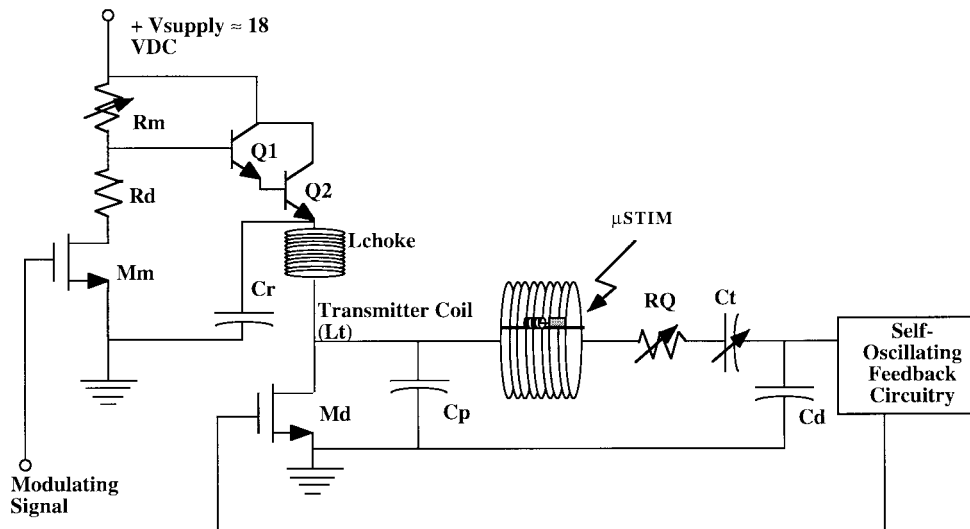 + Vsupply ≈ 18
VDC
Rm
Q1
Rd
Q2
μSTIM
Lchoke
Mm
Cr
RQ
Ct
Transmitter Coil
(Lt)
Self-
Oscillating
Feedback
Circuitry
Md
Cp
Cd
Modulating
Signal